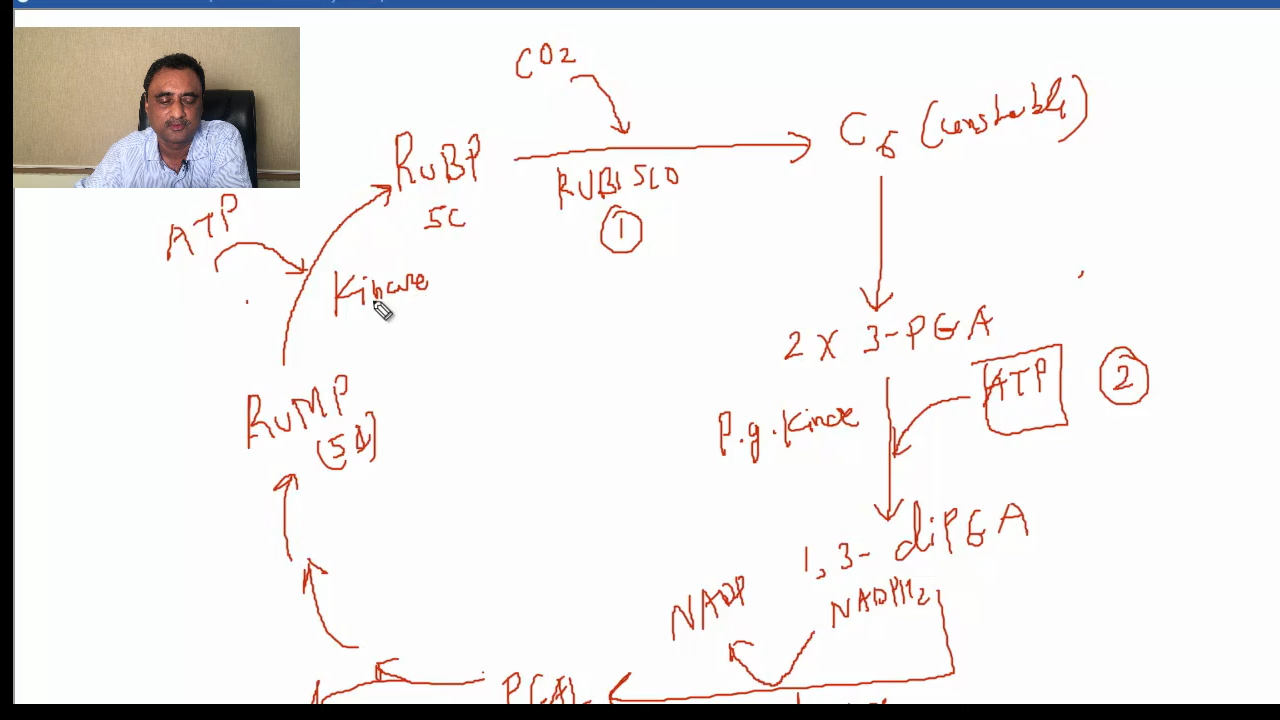 CO2
RuBP
5C
RUBISCO
1
C6 (unstable)
ATP
Kinase
2 X 3-PGA
ATP
2
P.g. Kinase
RuMP
(5C)
1,3- diPGA
NADP
NADPH2
PGAL